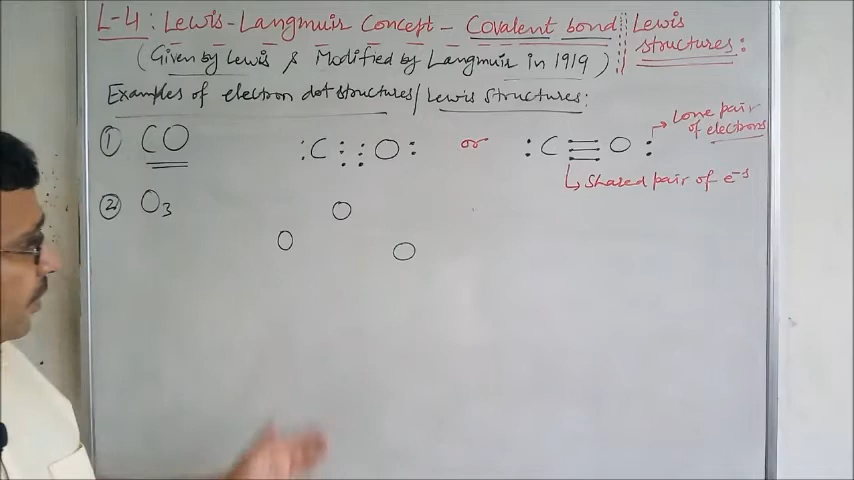 L-4: Lewis-Langmuir Concept - Covalent bond
Lewis structures:
(Given by Lewis & Modified by Langmuir in 1919)
Examples of electron dot structures/Lewis Structures:
① CO :C ⋮⋮ O: or :C ≡ O: → Lone pair of electrons
↳ Shared pair of e⁻s
② O₃ O
O O